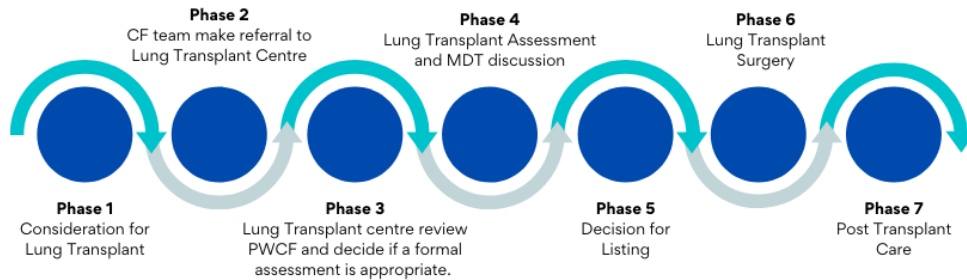 Phase 2
CF team make referral to
Lung Transplant Centre
Phase 4
Lung Transplant Assessment
and MDT discussion
Phase 6
Lung Transplant
Surgery
Phase 1
Consideration for
Lung Transplant
Phase 3
Lung Transplant centre review
PWCF and decide if a formal
assessment is appropriate.
Phase 5
Decision for
Listing
Phase 7
Post Transplant
Care